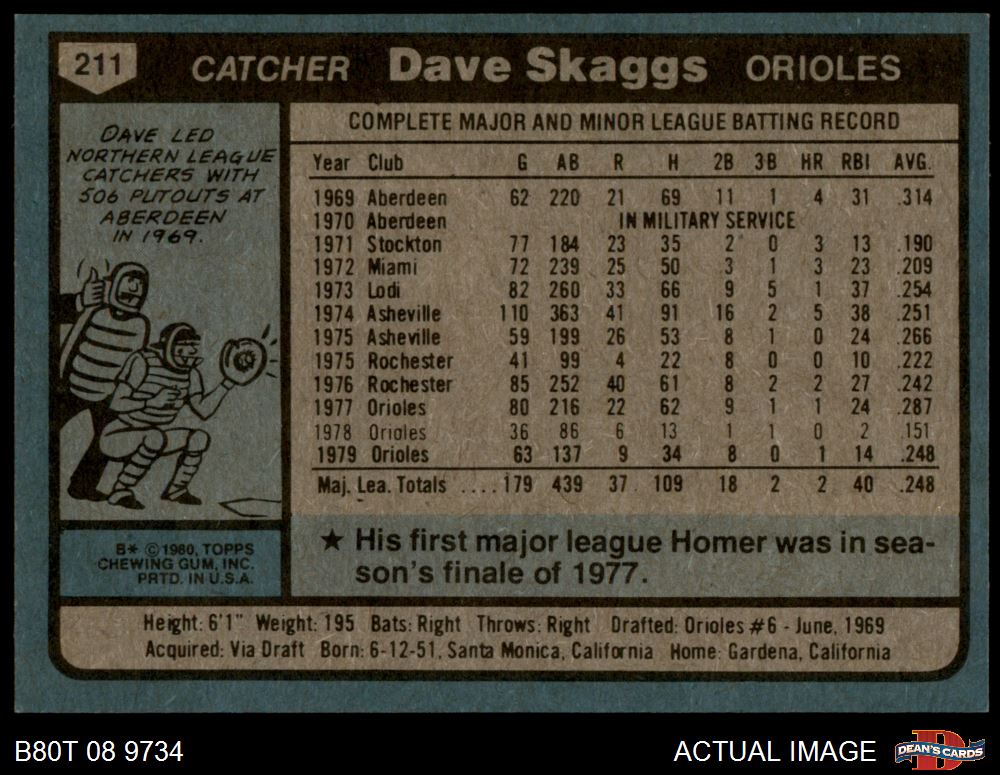 211 CATCHER Dave Skaggs ORIOLES
DAVE LED
NORTHERN LEAGUE
CATCHERS WITH
506 PUTOUTS AT
ABERDEEN
IN 1969.
COMPLETE MAJOR AND MINOR LEAGUE BATTING RECORD
Year Club G AB R H 2B 3B HR RBI AVG.
1969 Aberdeen 62 220 21 69 11 1 4 31 .314
1970 Aberdeen IN MILITARY SERVICE
1971 Stockton 77 184 23 35 2 0 3 13 .190
1972 Miami 72 239 25 50 3 1 3 23 .209
1973 Lodi 82 260 33 66 9 5 1 37 .254
1974 Asheville 110 363 41 91 16 2 5 38 .251
1975 Asheville 59 199 26 53 8 1 0 24 .266
1975 Rochester 41 99 4 22 8 0 0 10 .222
1976 Rochester 85 252 40 61 8 2 2 27 .242
1977 Orioles 80 216 22 62 9 1 1 24 .287
1978 Orioles 36 86 6 13 1 1 0 2 .151
1979 Orioles 63 137 9 34 8 0 1 14 .248
Maj. Lea. Totals ....179 439 37 109 18 2 2 40 .248
★ His first major league Homer was in sea-
son's finale of 1977.
B* © 1980, TOPPS
CHEWING GUM, INC.
PRTD. IN U.S.A.
Height: 6'1" Weight: 195 Bats: Right Throws: Right Drafted: Orioles #6 - June, 1969
Acquired: Via Draft Born: 6-12-51, Santa Monica, California Home: Gardena, California
B80T 08 9734
ACTUAL IMAGE
DEAN'S CARDS